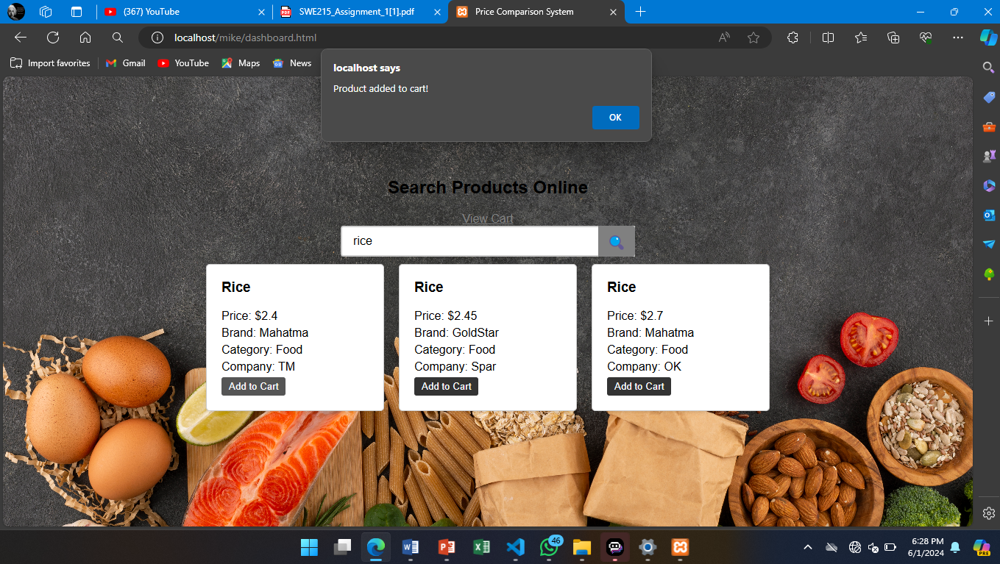 (367) YouTube
SWE215_Assignment_1[1].pdf
Price Comparison System
localhost/mike/dashboard.html
Import favorites
Gmail
YouTube
Maps
News
localhost says
Product added to cart!
OK
Search Products Online
View Cart
rice
Rice
Price: $2.4
Brand: Mahatma
Category: Food
Company: TM
Add to Cart
Rice
Price: $2.45
Brand: GoldStar
Category: Food
Company: Spar
Add to Cart
Rice
Price: $2.7
Brand: Mahatma
Category: Food
Company: OK
Add to Cart
46
6:28 PM
6/1/2024
PRE